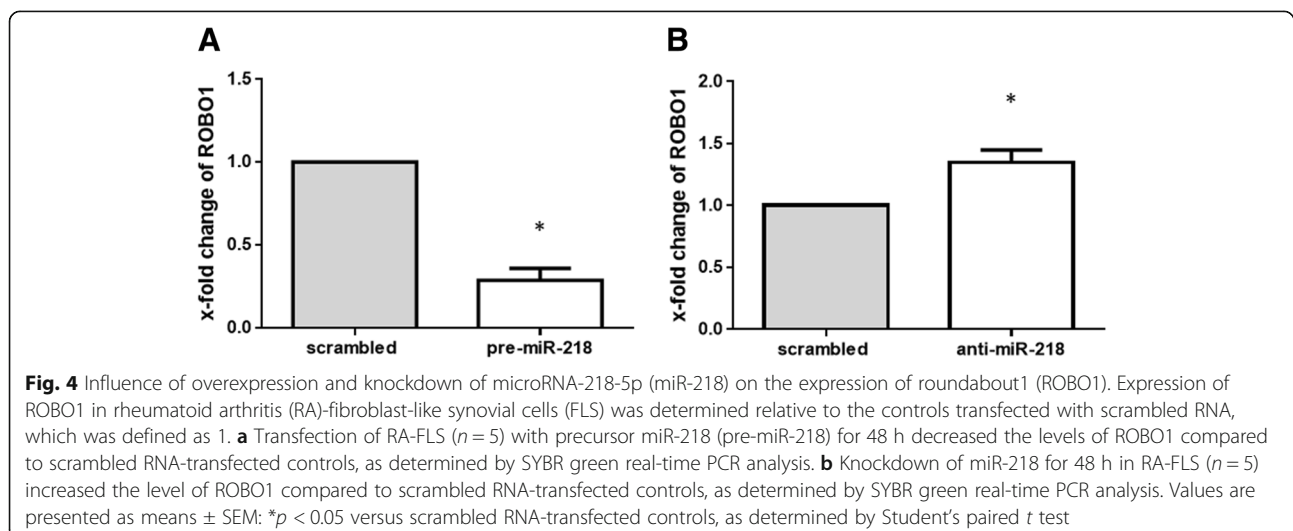 A
B
x-fold change of ROBO1
1.5
1.0
0.5
0.0
*
scrambled
pre-miR-218
x-fold change of ROBO1
2.0
1.5
1.0
0.5
0.0
*
scrambled
anti-miR-218
Fig. 4 Influence of overexpression and knockdown of microRNA-218-5p (miR-218) on the expression of roundabout1 (ROBO1). Expression of
ROBO1 in rheumatoid arthritis (RA)-fibroblast-like synovial cells (FLS) was determined relative to the controls transfected with scrambled RNA,
which was defined as 1. a Transfection of RA-FLS (n = 5) with precursor miR-218 (pre-miR-218) for 48 h decreased the levels of ROBO1 compared
to scrambled RNA-transfected controls, as determined by SYBR green real-time PCR analysis. b Knockdown of miR-218 for 48 h in RA-FLS (n = 5)
increased the level of ROBO1 compared to scrambled RNA-transfected controls, as determined by SYBR green real-time PCR analysis. Values are
presented as means ± SEM: *p < 0.05 versus scrambled RNA-transfected controls, as determined by Student’s paired t test